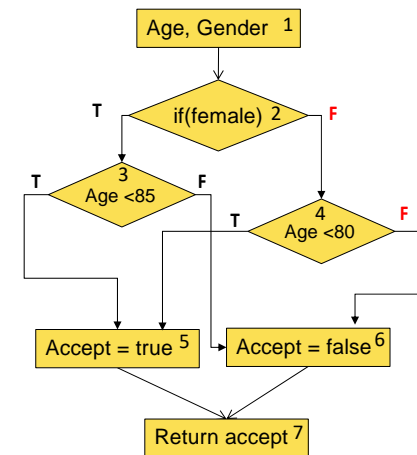 Age, Gender 1
T if(female) 2 F
3
T Age <85 F
4
T Age <80 F
Accept = true 5
Accept = false 6
Return accept 7